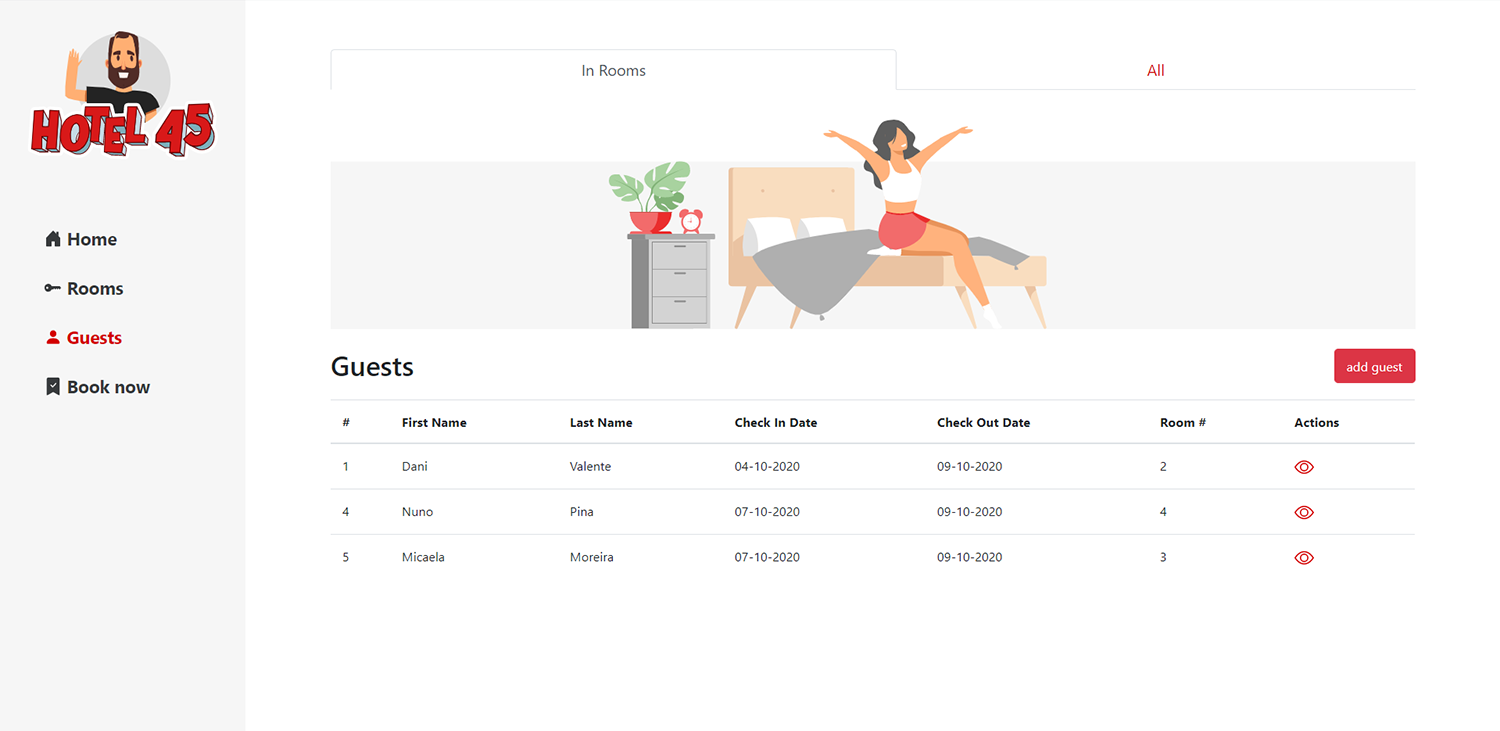 HOTEL 45
Home
Rooms
Guests
Book now
In Rooms All
Guests
add guest
# First Name Last Name Check In Date Check Out Date Room # Actions
1 Dani Valente 04-10-2020 09-10-2020 2
4 Nuno Pina 07-10-2020 09-10-2020 4
5 Micaela Moreira 07-10-2020 09-10-2020 3